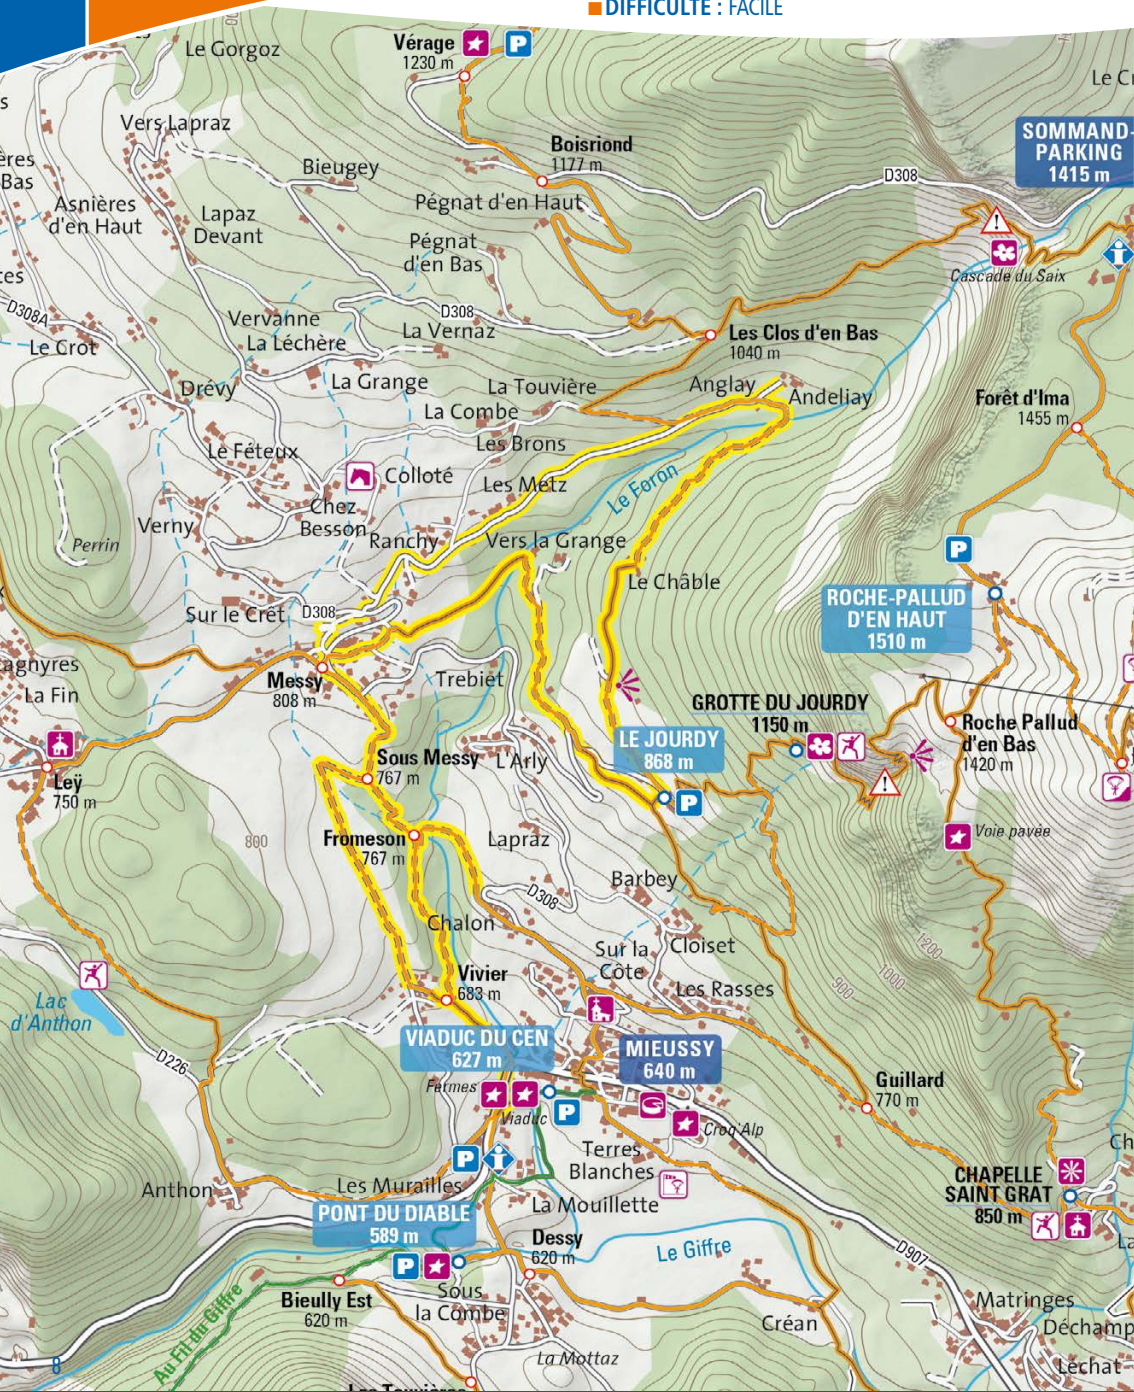 DIFFICULTÉ : FACILE
Le Gorgoz
Vérage
1230 m
P
Vers Lapraz
Boisriond
1177 m
SOMMAND-
PARKING
1415 m
Bieugey
D308
Bas
Asnières
d'en Haut
Lapaz
Devant
Pégnat d'en Haut
Pégnat
d'en Bas
Cascade du Saix
D308A
D308
Vervanne
La Vernaz
Les Clos d'en Bas
1040 m
Le Crot
La Léchère
Drévy
La Grange
La Touvière
Anglay
Andeliay
Forêt d'Ima
1455 m
La Combe
Le Féteux
Les Brons
Colloté
Les Metz
Le Foron
Chez
Besson
Verny
Ranchy
Vers la Grange
Perrin
P
Le Châble
ROCHE-PALLUD
D'EN HAUT
1510 m
Sur le Crêt
D308
agnyres
La Fin
Messy
808 m
Trebiet
GROTTE DU JOURDY
1150 m
Roche Pallud
d'en Bas
1420 m
LE JOURDY
868 m
P
Sous Messy
767 m
L'Arly
Leÿ
750 m
Voie pavée
800
Fromeson
767 m
Lapraz
Barbey
D308
Chalon
Sur la
Côte
Cloiset
1200
1000
900
Vivier
683 m
Les Rasses
Lac
d'Anthon
VIADUC DU CEN
627 m
MIEUSSY
640 m
D226
Guillard
770 m
Fermes
Viaduc
P
Croq'Alp
P
Terres
Blanches
Ch
CHAPELLE
SAINT GRAT
850 m
Anthon
Les Murailles
La Mouillette
PONT DU DIABLE
589 m
Dessy
620 m
Le Giffre
D907
P
Bieully Est
620 m
Sous
la Combe
Au Fil du Giffre
Créan
Matringes
Déchamp
Lechat
La Mottaz
8